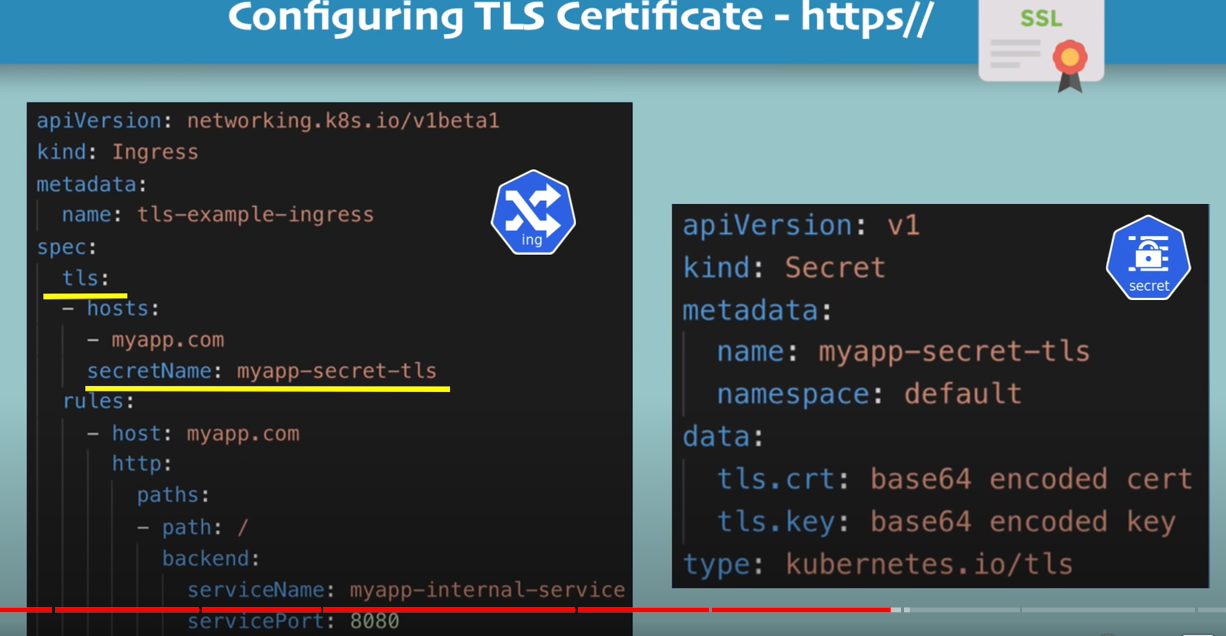 Configuring TLS Certificate - https//
SSL
apiVersion: networking.k8s.io/v1beta1
kind: Ingress
metadata:
  name: tls-example-ingress
spec:
  tls:
  - hosts:
    - myapp.com
    secretName: myapp-secret-tls
  rules:
    - host: myapp.com
      http:
        paths:
        - path: /
          backend:
            serviceName: myapp-internal-service
            servicePort: 8080
ing
apiVersion: v1
kind: Secret
metadata:
  name: myapp-secret-tls
  namespace: default
data:
  tls.crt: base64 encoded cert
  tls.key: base64 encoded key
type: kubernetes.io/tls
secret